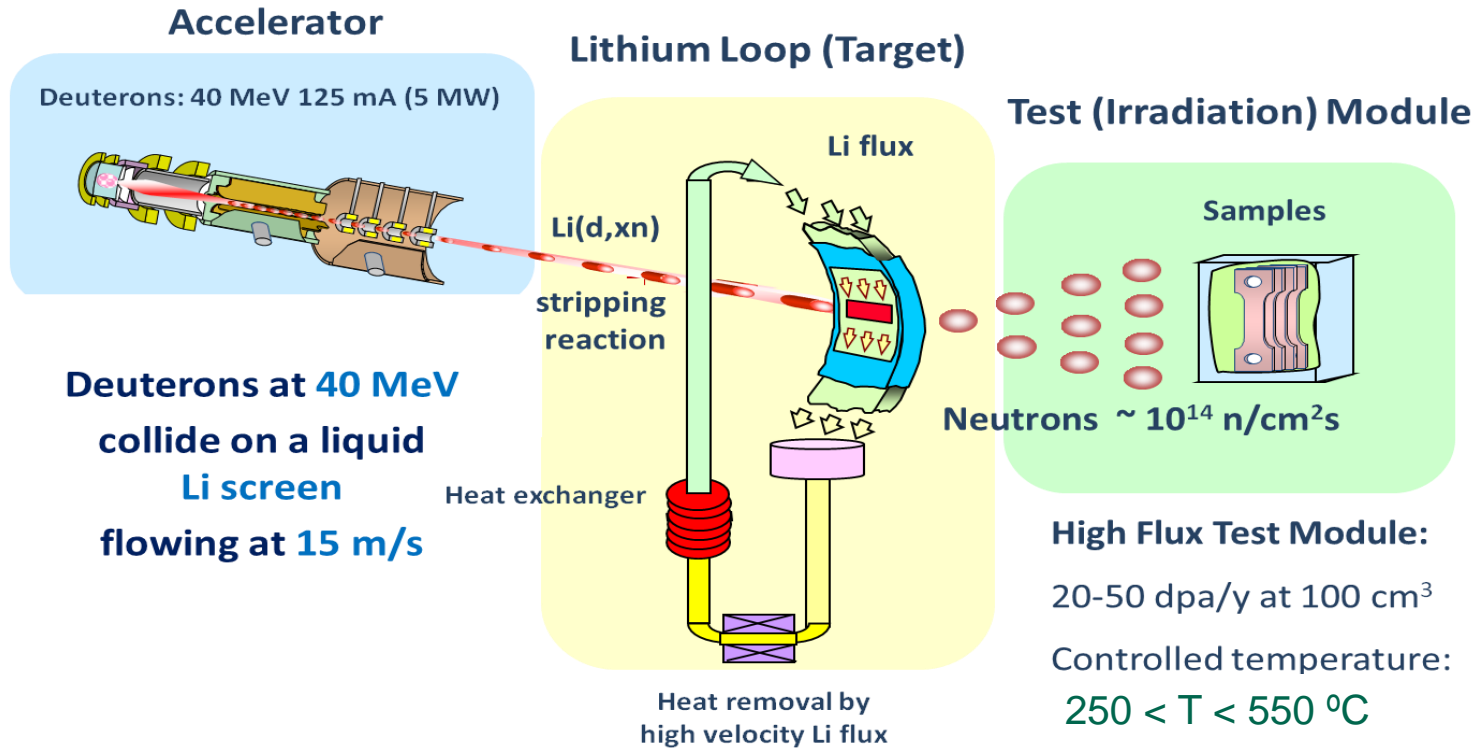 Accelerator
Deuterons: 40 MeV 125 mA (5 MW)
Deuterons at 40 MeV
collide on a liquid
Li screen
flowing at 15 m/s
Lithium Loop (Target)
Li flux
Li(d,xn)
stripping
reaction
Heat exchanger
Heat removal by
high velocity Li flux
Test (Irradiation) Module
Samples
Neutrons ~ 10¹⁴ n/cm²s
High Flux Test Module:
20-50 dpa/y at 100 cm³
Controlled temperature:
250 < T < 550 ⁰C